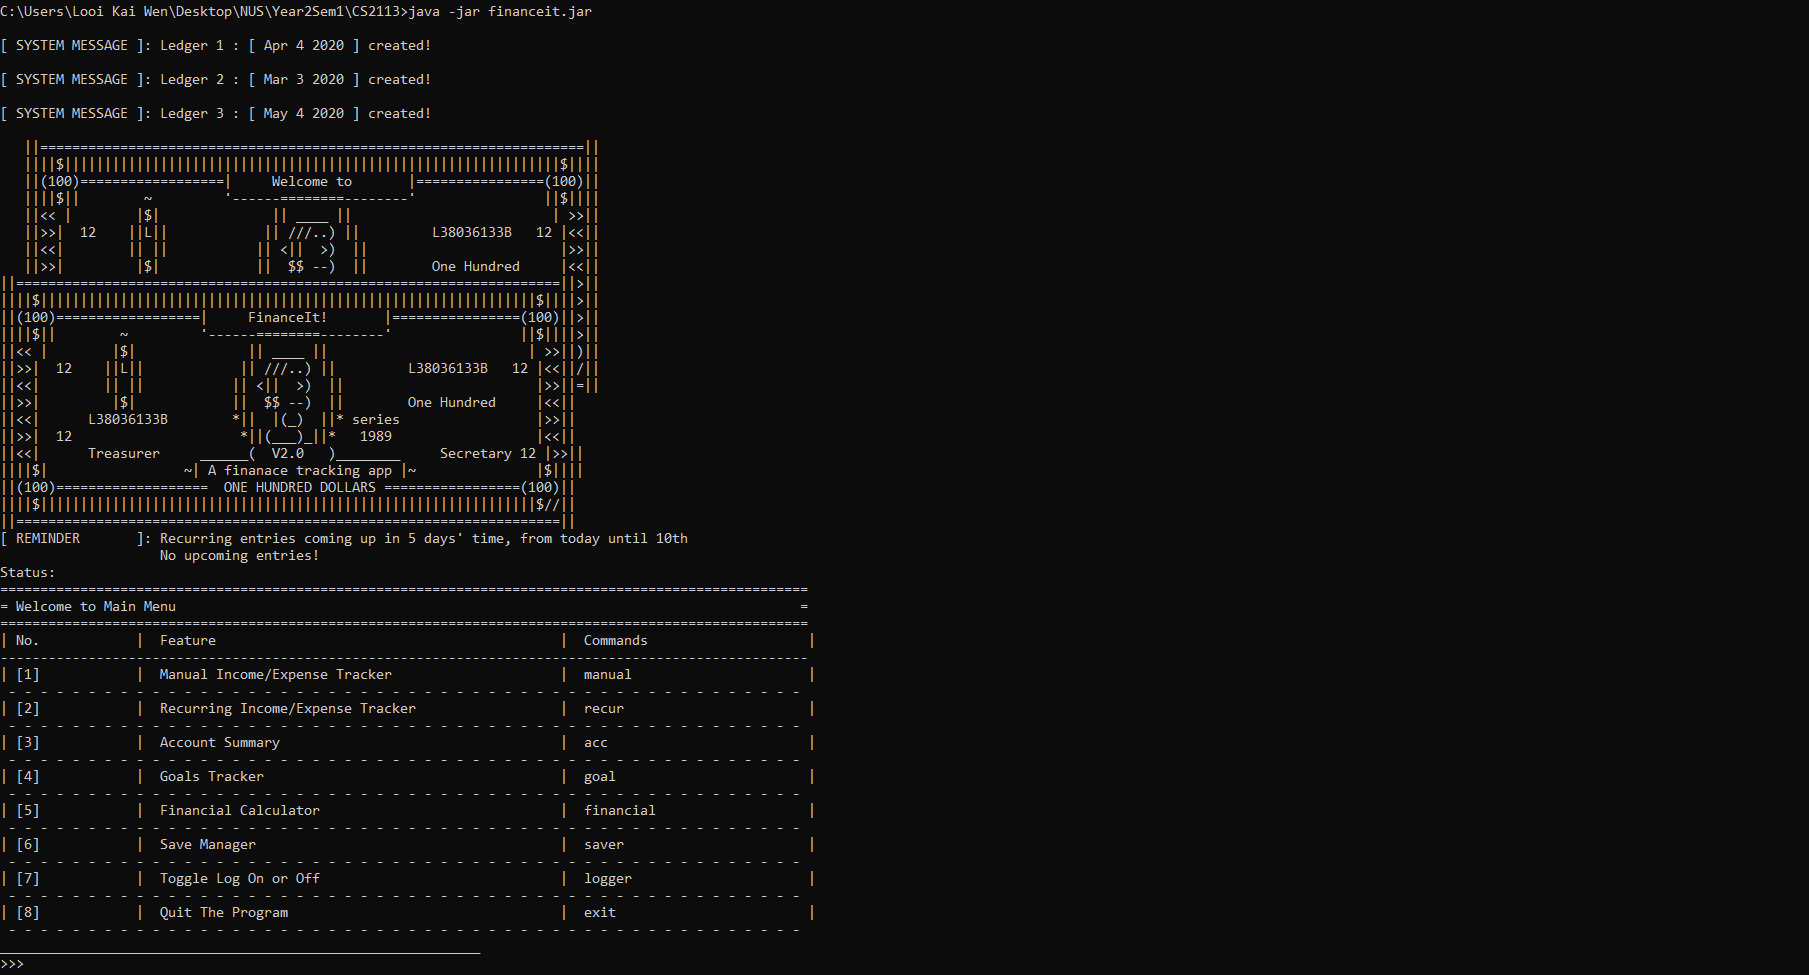 C:\Users\Looi Kai Wen\Desktop\NUS\Year2Sem1\CS2113>java -jar financeit.jar
[ SYSTEM MESSAGE ]: Ledger 1 : [ Apr 4 2020 ] created!
[ SYSTEM MESSAGE ]: Ledger 2 : [ Mar 3 2020 ] created!
[ SYSTEM MESSAGE ]: Ledger 3 : [ May 4 2020 ] created!
(100) Welcome to (100)
12 L L38036133B 12
One Hundred
(100) FinanceIt! (100)
12 L L38036133B 12
One Hundred
L38036133B series
12 1989
Treasurer V2.0 Secretary 12
A finanace tracking app
(100) ONE HUNDRED DOLLARS (100)
[ REMINDER ]: Recurring entries coming up in 5 days' time, from today until 10th
No upcoming entries!
Status:
= Welcome to Main Menu =
| No. | Feature | Commands |
| [1] | Manual Income/Expense Tracker | manual |
| [2] | Recurring Income/Expense Tracker | recur |
| [3] | Account Summary | acc |
| [4] | Goals Tracker | goal |
| [5] | Financial Calculator | financial |
| [6] | Save Manager | saver |
| [7] | Toggle Log On or Off | logger |
| [8] | Quit The Program | exit |
>>>